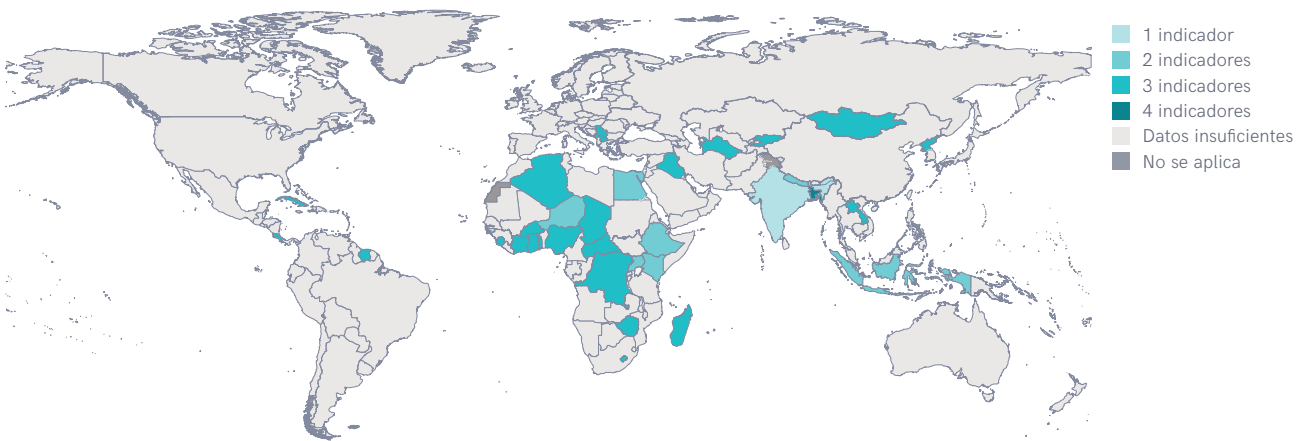 1 indicador
2 indicadores
3 indicadores
4 indicadores
Datos insuficientes
No se aplica